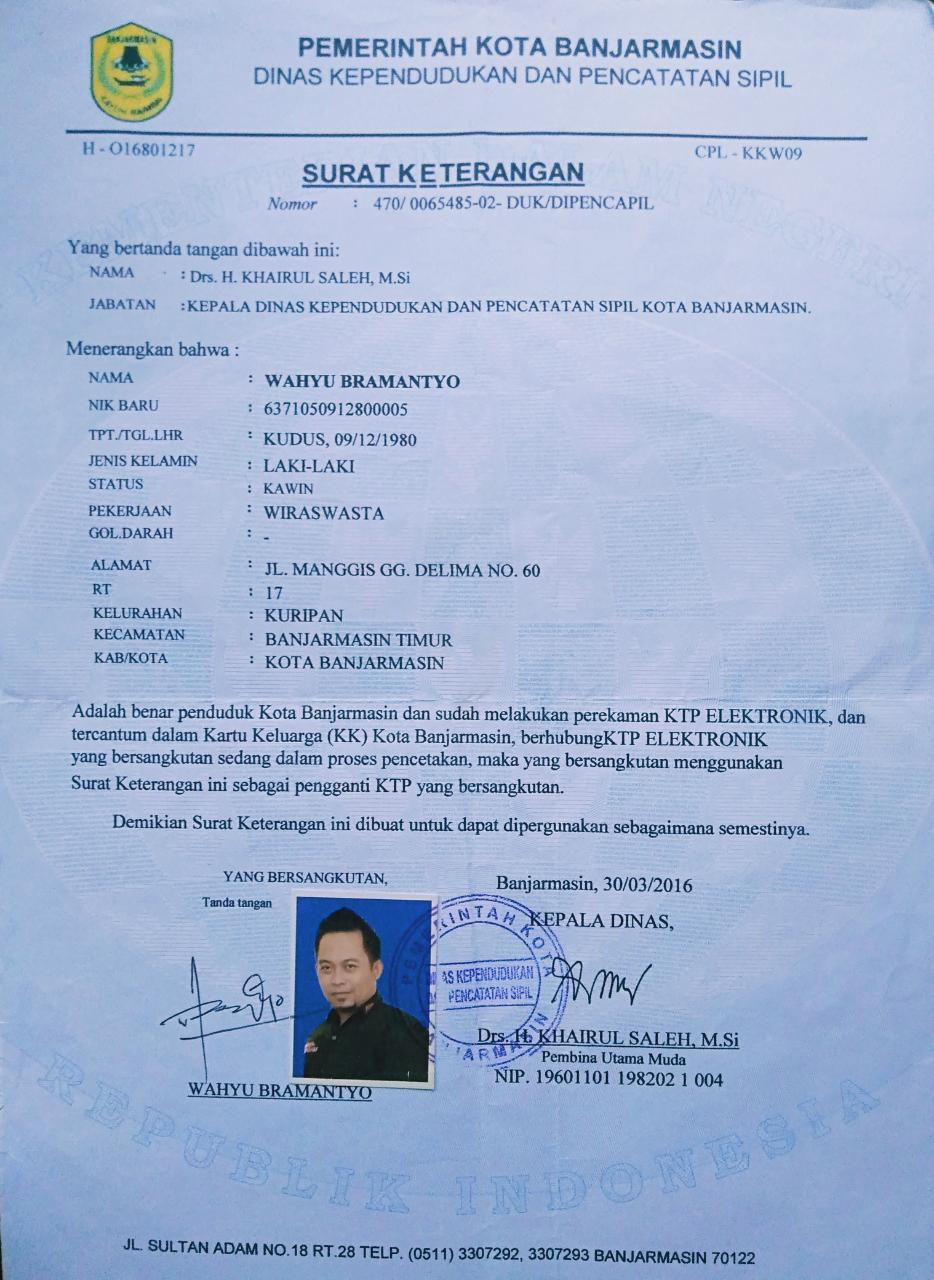 BANJARMASIN
KAYUH BAIMBAI
PEMERINTAH KOTA BANJARMASIN
DINAS KEPENDUDUKAN DAN PENCATATAN SIPIL
H - O16801217
CPL - KKW09
KEMENTERIAN DALAM NEGERI
SURAT KETERANGAN
Nomor : 470/ 0065485-02- DUK/DIPENCAPIL
Yang bertanda tangan dibawah ini:
NAMA : Drs. H. KHAIRUL SALEH, M.Si
JABATAN :KEPALA DINAS KEPENDUDUKAN DAN PENCATATAN SIPIL KOTA BANJARMASIN.
Menerangkan bahwa :
NAMA : WAHYU BRAMANTYO
NIK BARU : 6371050912800005
TPT./TGL.LHR : KUDUS, 09/12/1980
JENIS KELAMIN : LAKI-LAKI
STATUS : KAWIN
PEKERJAAN : WIRASWASTA
GOL.DARAH : -
ALAMAT : JL. MANGGIS GG. DELIMA NO. 60
RT : 17
KELURAHAN : KURIPAN
KECAMATAN : BANJARMASIN TIMUR
KAB/KOTA : KOTA BANJARMASIN
Adalah benar penduduk Kota Banjarmasin dan sudah melakukan perekaman KTP ELEKTRONIK, dan
tercantum dalam Kartu Keluarga (KK) Kota Banjarmasin, berhubungKTP ELEKTRONIK
yang bersangkutan sedang dalam proses pencetakan, maka yang bersangkutan menggunakan
Surat Keterangan ini sebagai pengganti KTP yang bersangkutan.
Demikian Surat Keterangan ini dibuat untuk dapat dipergunakan sebagaimana semestinya.
YANG BERSANGKUTAN,
Tanda tangan
Banjarmasin, 30/03/2016
KEPALA DINAS,
PEMERINTAH KOTA
AS KEPENDUDUKAN
PENCATATAN SIPIL
ANJARMASIN
Drs. H. KHAIRUL SALEH, M.Si
Pembina Utama Muda
NIP. 19601101 198202 1 004
WAHYU BRAMANTYO
REPUBLIK INDONESIA
JL. SULTAN ADAM NO.18 RT.28 TELP. (0511) 3307292, 3307293 BANJARMASIN 70122